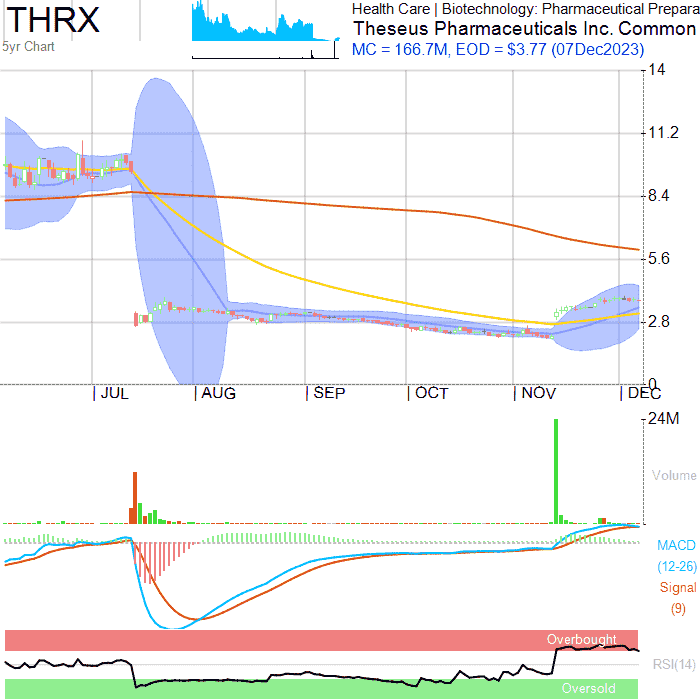 THRX
5yr Chart
Health Care | Biotechnology: Pharmaceutical Prepara
Theseus Pharmaceuticals Inc. Common
MC = 166.7M, EOD = $3.77 (07Dec2023)
14
11.2
8.4
5.6
2.8
0
JUL
AUG
SEP
OCT
NOV
DEC
24M
Volume
MACD
(12-26)
Signal
(9)
Overbought
RSI(14)
Oversold